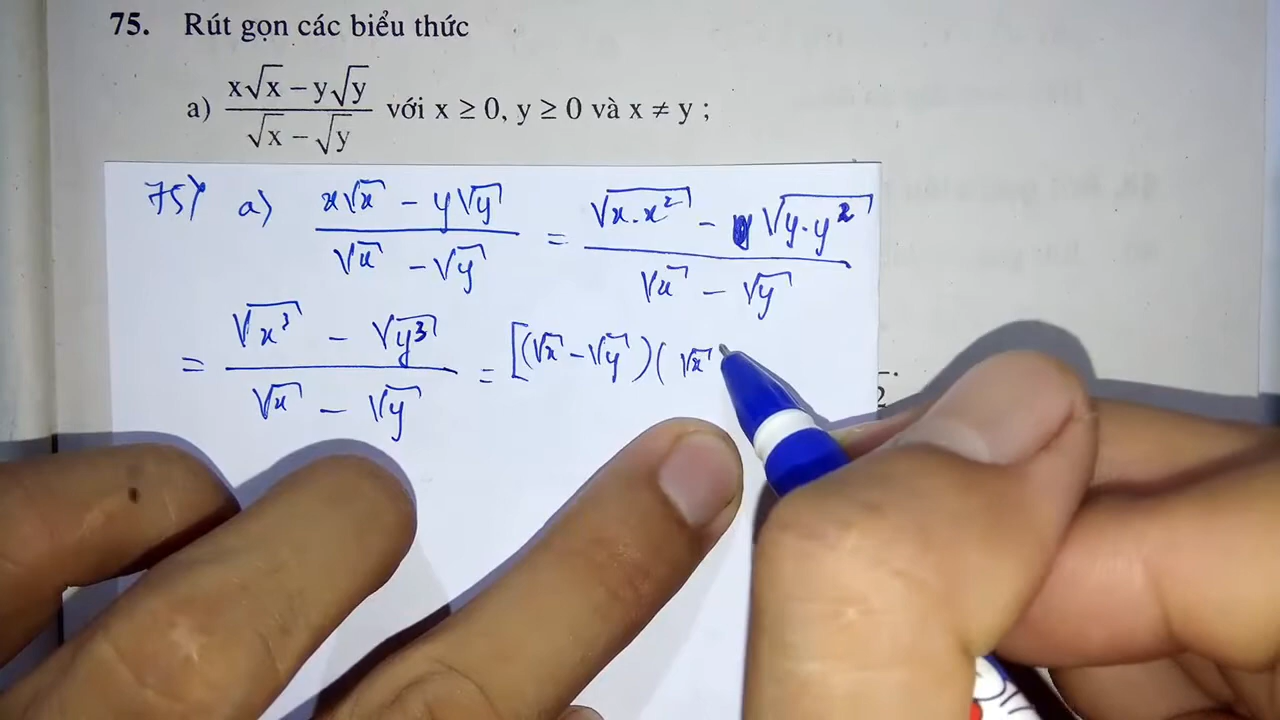 75. Rút gọn các biểu thức
a) (x√x − y√y)/(√x − √y) với x ≥ 0, y ≥ 0 và x ≠ y ;
75) a) (x√x − y√y)/(√x − √y) = (√(x.x²) − √(y.y²))/(√x − √y)
= (√(x³) − √(y³))/(√x − √y) = [(√x − √y)(√x